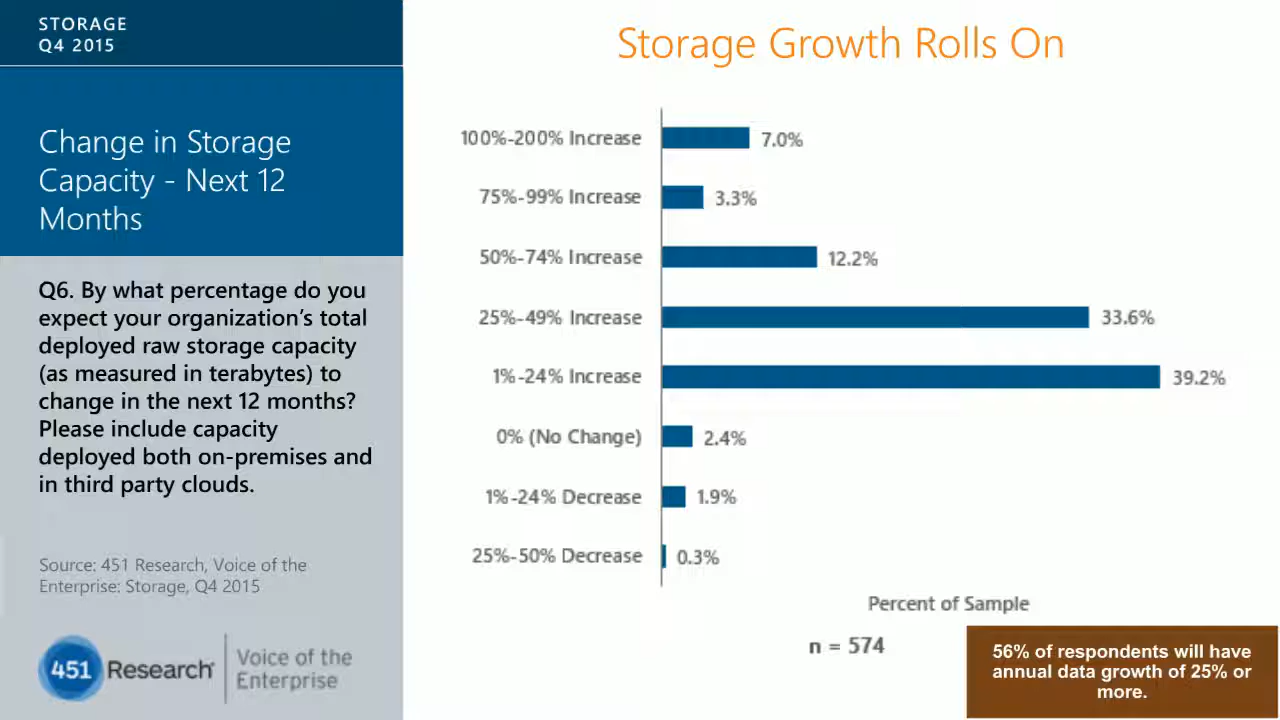 STORAGE
Q4 2015
Storage Growth Rolls On
Change in Storage
Capacity - Next 12
Months
Q6. By what percentage do you
expect your organization's total
deployed raw storage capacity
(as measured in terabytes) to
change in the next 12 months?
Please include capacity
deployed both on-premises and
in third party clouds.
Source: 451 Research, Voice of the
Enterprise: Storage, Q4 2015
451 Research
Voice of the
Enterprise
100%-200% Increase 7.0%
75%-99% Increase 3.3%
50%-74% Increase 12.2%
25%-49% Increase 33.6%
1%-24% Increase 39.2%
0% (No Change) 2.4%
1%-24% Decrease 1.9%
25%-50% Decrease 0.3%
Percent of Sample
n = 574
56% of respondents will have
annual data growth of 25% or
more.